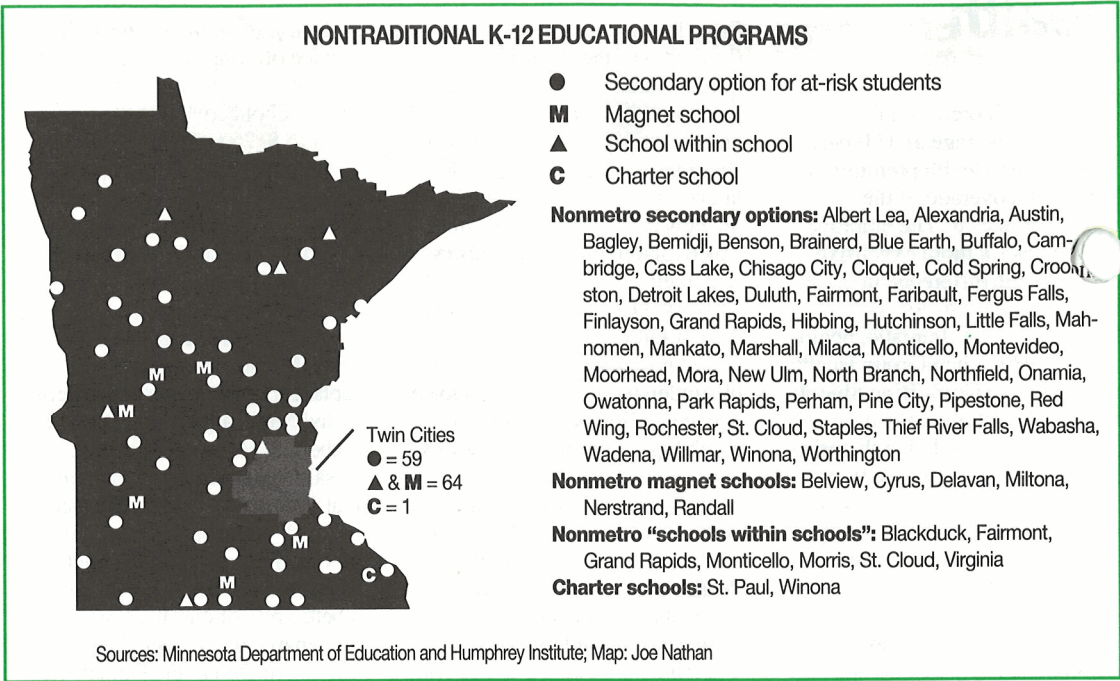 NONTRADITIONAL K-12 EDUCATIONAL PROGRAMS
● Secondary option for at-risk students
M Magnet school
▲ School within school
C Charter school
Nonmetro secondary options: Albert Lea, Alexandria, Austin,
Bagley, Bemidji, Benson, Brainerd, Blue Earth, Buffalo, Cam-
bridge, Cass Lake, Chisago City, Cloquet, Cold Spring, Crook-
ston, Detroit Lakes, Duluth, Fairmont, Faribault, Fergus Falls,
Finlayson, Grand Rapids, Hibbing, Hutchinson, Little Falls, Mah-
nomen, Mankato, Marshall, Milaca, Monticello, Montevideo,
Moorhead, Mora, New Ulm, North Branch, Northfield, Onamia,
Owatonna, Park Rapids, Perham, Pine City, Pipestone, Red
Wing, Rochester, St. Cloud, Staples, Thief River Falls, Wabasha,
Wadena, Willmar, Winona, Worthington
Nonmetro magnet schools: Belview, Cyrus, Delavan, Miltona,
Nerstrand, Randall
Nonmetro “schools within schools”: Blackduck, Fairmont,
Grand Rapids, Monticello, Morris, St. Cloud, Virginia
Charter schools: St. Paul, Winona
M
M
M
M
M
M
C
Twin Cities
● = 59
▲ & M = 64
C = 1
Sources: Minnesota Department of Education and Humphrey Institute; Map: Joe Nathan